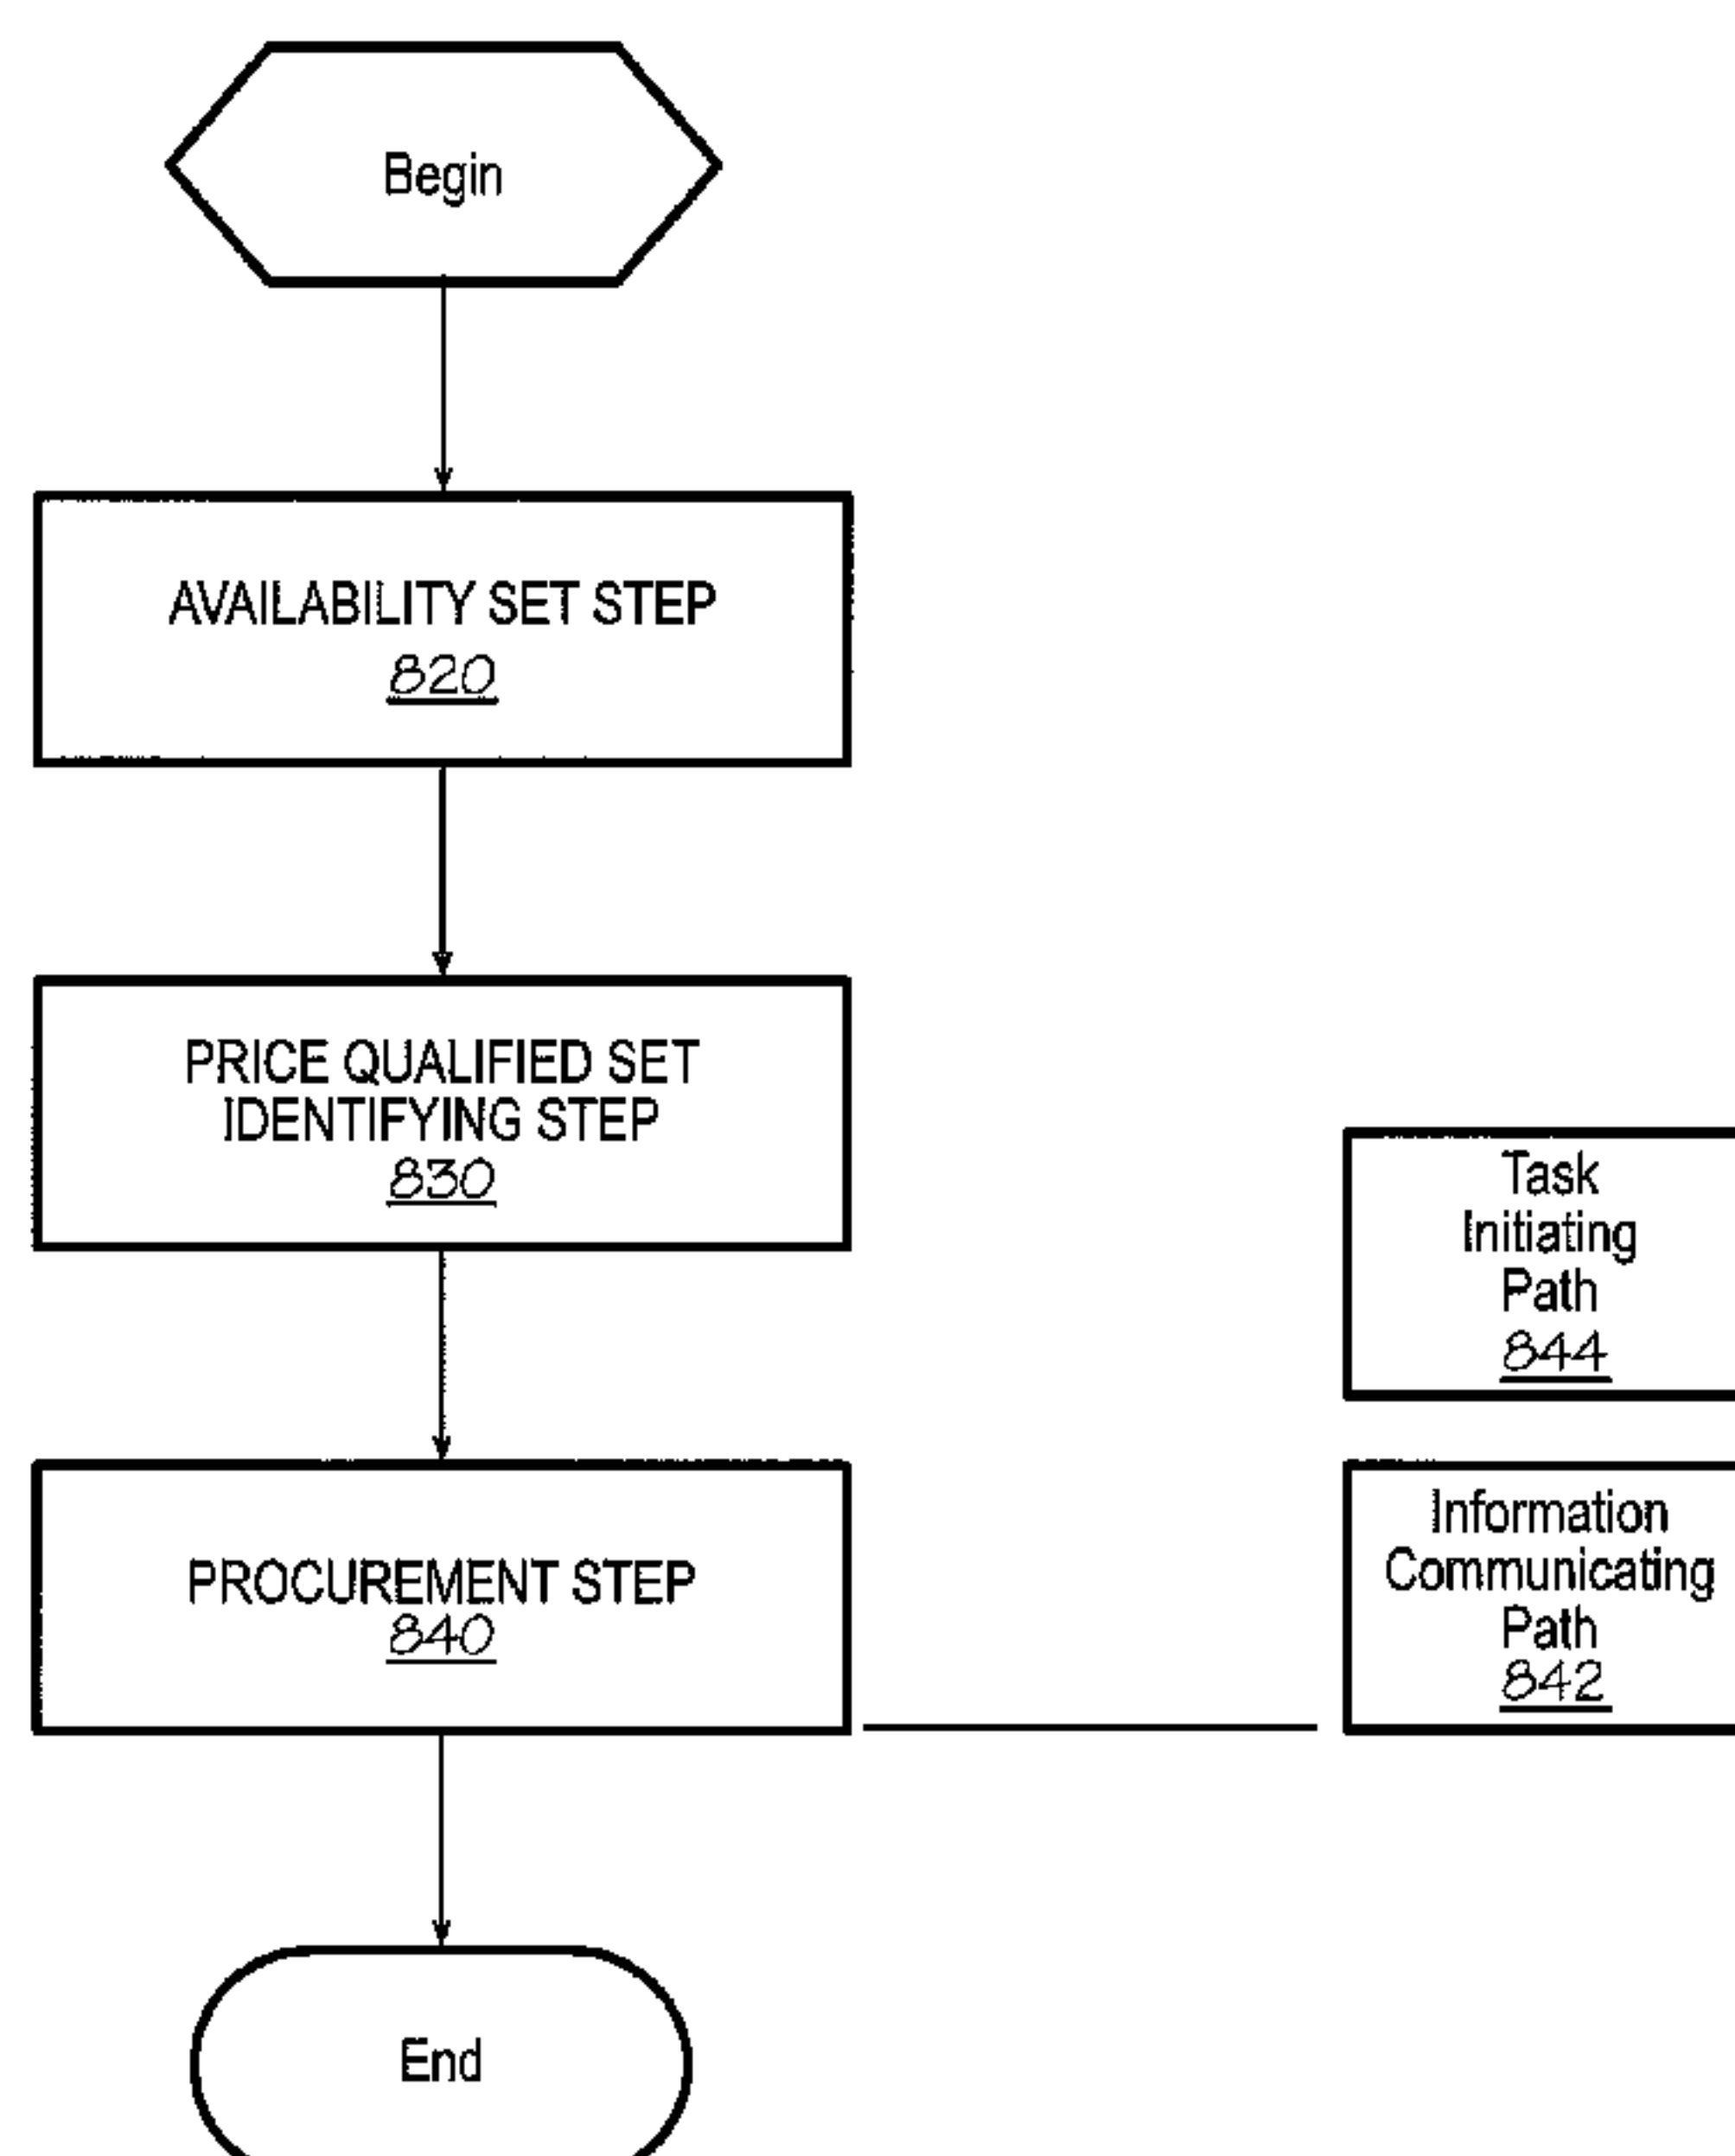 Begin
AVAILABILITY SET STEP
820
PRICE QUALIFIED SET
IDENTIFYING STEP
830
Task
Initiating
Path
844
PROCUREMENT STEP
840
Information
Communicating
Path
842
End